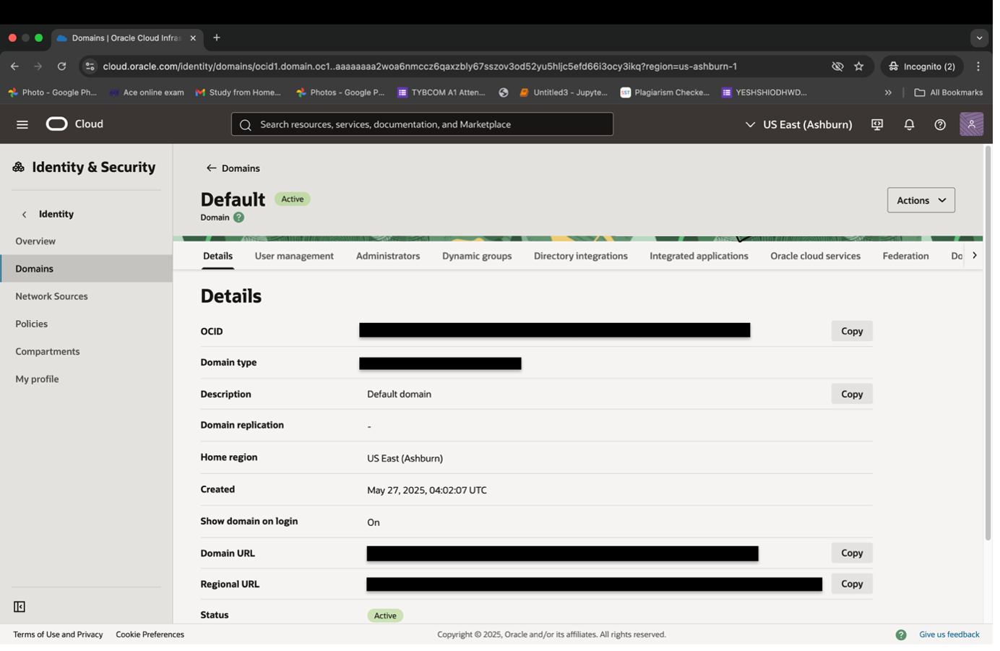 Domains | Oracle Cloud Infra
cloud.oracle.com/identity/domains/ocid1.domain.oc1..aaaaaaaa2woa6nmccz6qaxzbly67sszov3od52yu5hljc5efd66i3ocy3ikq?region=us-ashburn-1
Incognito (2)
Photo - Google Ph...
Ace online exam
Study from Home...
Photos - Google P...
TYBCOM A1 Atten...
Untitled3 - Jupyte...
Plagiarism Checke...
YESHSHIODHWD...
All Bookmarks
Cloud
Search resources, services, documentation, and Marketplace
US East (Ashburn)
Identity & Security
Identity
Overview
Domains
Network Sources
Policies
Compartments
My profile
Domains
Default
Active
Domain
Actions
Details
User management
Administrators
Dynamic groups
Directory integrations
Integrated applications
Oracle cloud services
Federation
Do
Details
OCID
Copy
Domain type
Description
Default domain
Copy
Domain replication
-
Home region
US East (Ashburn)
Created
May 27, 2025, 04:02:07 UTC
Show domain on login
On
Domain URL
Copy
Regional URL
Copy
Status
Active
Terms of Use and Privacy
Cookie Preferences
Copyright © 2025, Oracle and/or its affiliates. All rights reserved.
Give us feedback